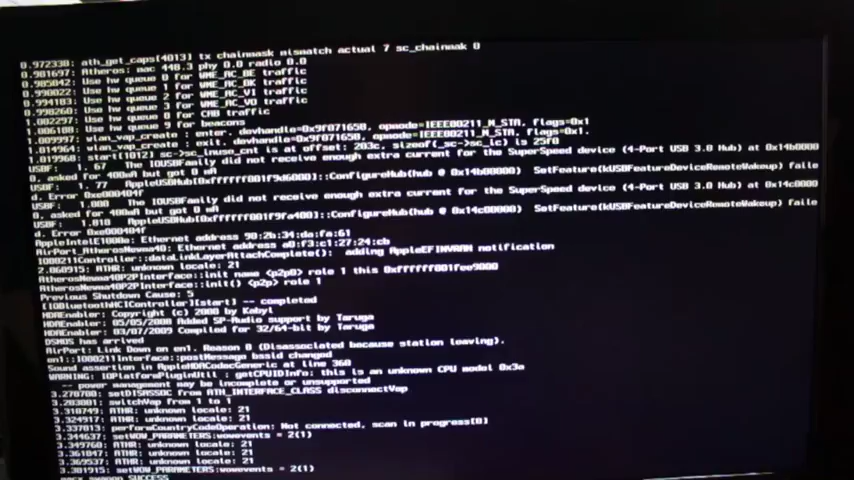 0.972338: ath_get_caps[4013] tx chainmask mismatch actual 7 sc_chainmak 0
0.981697: Atheros: mac 448.3 phy 0.0 radio 0.0
0.985842: Use hw queue 0 for WME_AC_BE traffic
0.990022: Use hw queue 1 for WME_AC_BK traffic
0.994183: Use hw queue 2 for WME_AC_VI traffic
0.998260: Use hw queue 3 for WME_AC_VO traffic
1.002297: Use hw queue 8 for CAB traffic
1.006188: Use hw queue 9 for beacons
1.009997: wlan_vap_create : enter. devhandle=0x9f071658, opmode=IEEE80211_M_STA, flags=0x1
1.014964: wlan_vap_create : exit. devhandle=0x9f071658, opmode=IEEE80211_M_STA, flags=0x1.
1.019968: start[1012] sc->sc_inuse_cnt is at offset: 203c, sizeof(_sc->sc_ic) is 25f0
USBF: 1. 67 The IOUSBFamily did not receive enough extra current for the SuperSpeed device (4-Port USB 3.0 Hub) at 0x14b0000
0, asked for 400mA but got 0 mA
USBF: 1. 77 AppleUSBHub[0xffffff001f9d6000]::ConfigureHub (hub @ 0x14b00000) SetFeature(kUSBFeatureDeviceRemoteWakeup) faile
d. Error 0xe000404f
USBF: 1.800 The IOUSBFamily did not receive enough extra current for the SuperSpeed device (4-Port USB 3.0 Hub) at 0x14c0000
0, asked for 400mA but got 0 mA
USBF: 1.810 AppleUSBHub[0xffffff001f9fa400]::ConfigureHub (hub @ 0x14c00000) SetFeature(kUSBFeatureDeviceRemoteWakeup) faile
d. Error 0xe000404f
AppleIntelE1000e: Ethernet address 90:2b:34:da:fa:61
AirPort_AtherosNewma40: Ethernet address a0:f3:c1:27:24:cb
IO80211Controller::dataLinkLayerAttachComplete(): adding AppleEFINVRAM notification
2.060915: ATHR: unknown locale: 21
AtherosNewma40P2PInterface::init name <p2p0> role 1 this 0xffffff001fee9000
AtherosNewma40P2PInterface::init() <p2p> role 1
Previous Shutdown Cause: 5
[IOBluetoothHCIController][start] -- completed
HDAEnabler: Copyright (c) 2008 by Kabyl
HDAEnabler: 05/05/2008 Added SP-Audio support by Taruga
HDAEnabler: 03/07/2009 Compiled for 32/64-bit by Taruga
DSMOS has arrived
AirPort: Link Down on en1. Reason 8 (Disassociated because station leaving).
en1::IO80211Interface::postMessage bssid changed
Sound assertion in AppleHDACodecGeneric at line 360
WARNING: IOPlatformPluginUtil : getCPUIDInfo: this is an unknown CPU model 0x3a
-- power management may be incomplete or unsupported
3.278780: setDISASSOC from ATH_INTERFACE_CLASS disconnectVap
3.283001: switchVap from 1 to 1
3.318749: ATHR: unknown locale: 21
3.324917: ATHR: unknown locale: 21
3.337013: performCountryCodeOperation: Not connected, scan in progress[0]
3.344637: setWOW_PARAMETERS:wowevents = 2(1)
3.349760: ATHR: unknown locale: 21
3.361847: ATHR: unknown locale: 21
3.369537: ATHR: unknown locale: 21
3.381915: setWOW_PARAMETERS:wowevents = 2(1)
SUCCESS